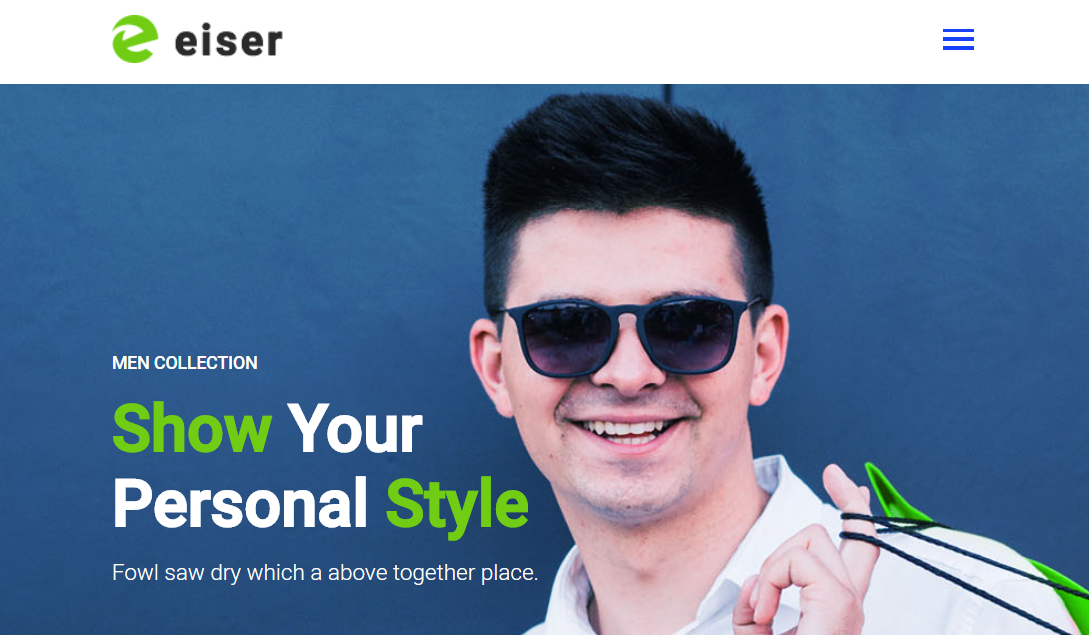 eiser
MEN COLLECTION
Show Your
Personal Style
Fowl saw dry which a above together place.